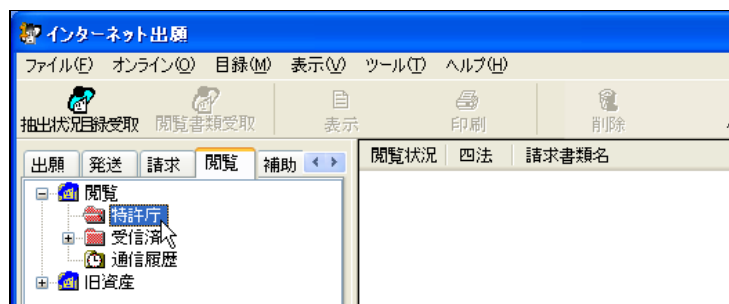 インターネット出願
ファイル(F) オンライン(O) 目録(M) 表示(V) ツール(T) ヘルプ(H)
抽出状況目録受取 閲覧書類受取 表示 印刷 削除
出願 発送 請求 閲覧 補助
閲覧状況 四法 請求書類名
閲覧
特許庁
受信済
通信履歴
旧資産